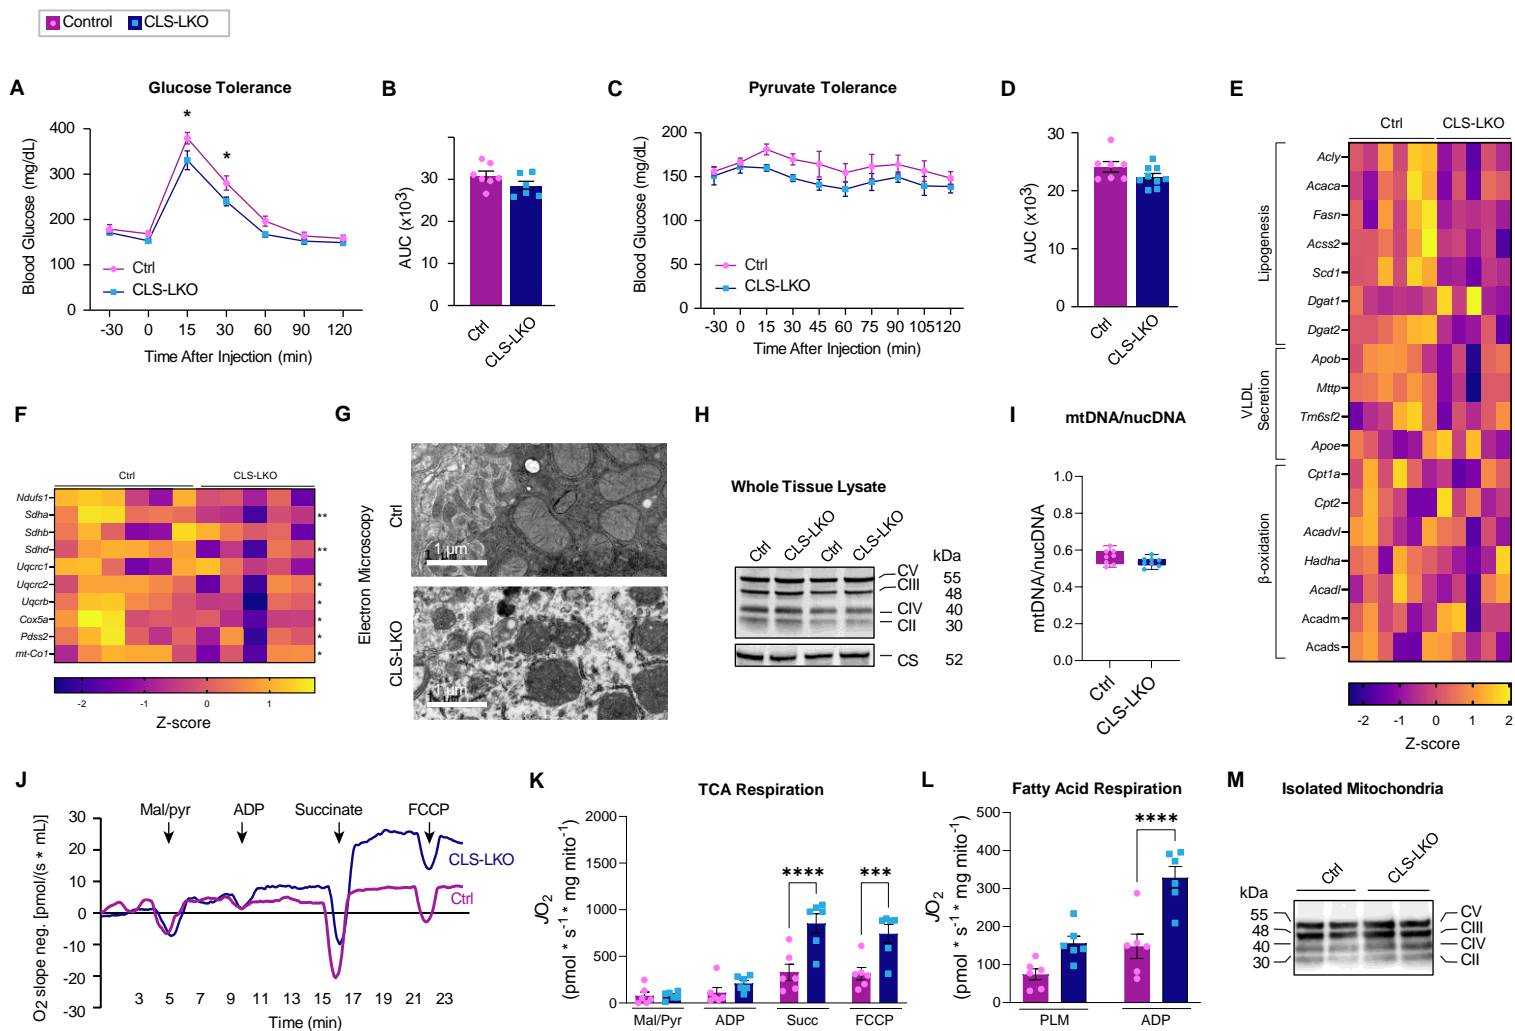 Control CLS-LKO
A
Glucose Tolerance
Blood Glucose (mg/dL)
400
300
200
100
0
*
*
Ctrl
CLS-LKO
-30 0 15 30 60 90 120
Time After Injection (min)
B
AUC (x10³)
40
30
20
10
0
Ctrl
CLS-LKO
C
Pyruvate Tolerance
Blood Glucose (mg/dL)
200
150
100
50
0
Ctrl
CLS-LKO
-30 0 15 30 45 60 75 90 105 120
Time After Injection (min)
D
AUC (x10³)
30
20
10
0
Ctrl
CLS-LKO
E
Ctrl CLS-LKO
Lipogenesis
Acly
Acaca
Fasn
Acss2
Scd1
Dgat1
Dgat2
VLDL
Secretion
Apob
Mttp
Tm6sf2
Apoe
β-oxidation
Cpt1a
Cpt2
Acadvl
Hadha
Acadl
Acadm
Acads
-2 -1 0 1 2
Z-score
F
Ctrl CLS-LKO
Ndufs1
Sdha **
Sdhb
Sdhd **
Uqcrc1
Uqcrc2 *
Uqcrb *
Cox5a *
Pdss2 *
mt-Co1 *
-2 -1 0 1
Z-score
G
Electron Microscopy
Ctrl
1 µm
CLS-LKO
1 µm
H
Whole Tissue Lysate
Ctrl CLS-LKO Ctrl CLS-LKO
kDa
CV 55
CIII 48
CIV 40
CII 30
CS 52
I
mtDNA/nucDNA
mtDNA/nucDNA
1.0
0.8
0.6
0.4
0.2
0.0
Ctrl
CLS-LKO
J
O2 slope neg. [pmol/(s * mL)]
30
20
10
0
-10
-20
-30
Mal/pyr ADP Succinate FCCP
CLS-LKO
Ctrl
3 5 7 9 11 13 15 17 19 21 23
Time (min)
K
TCA Respiration
JO₂
(pmol * s⁻¹ * mg mito⁻¹)
2000
1500
1000
500
0
**** ***
Mal/Pyr ADP Succ FCCP
L
Fatty Acid Respiration
JO₂
(pmol * s⁻¹ * mg mito⁻¹)
500
400
300
200
100
0
****
PLM ADP
M
Isolated Mitochondria
Ctrl CLS-LKO
kDa
55 CV
48 CIII
40 CIV
30 CII